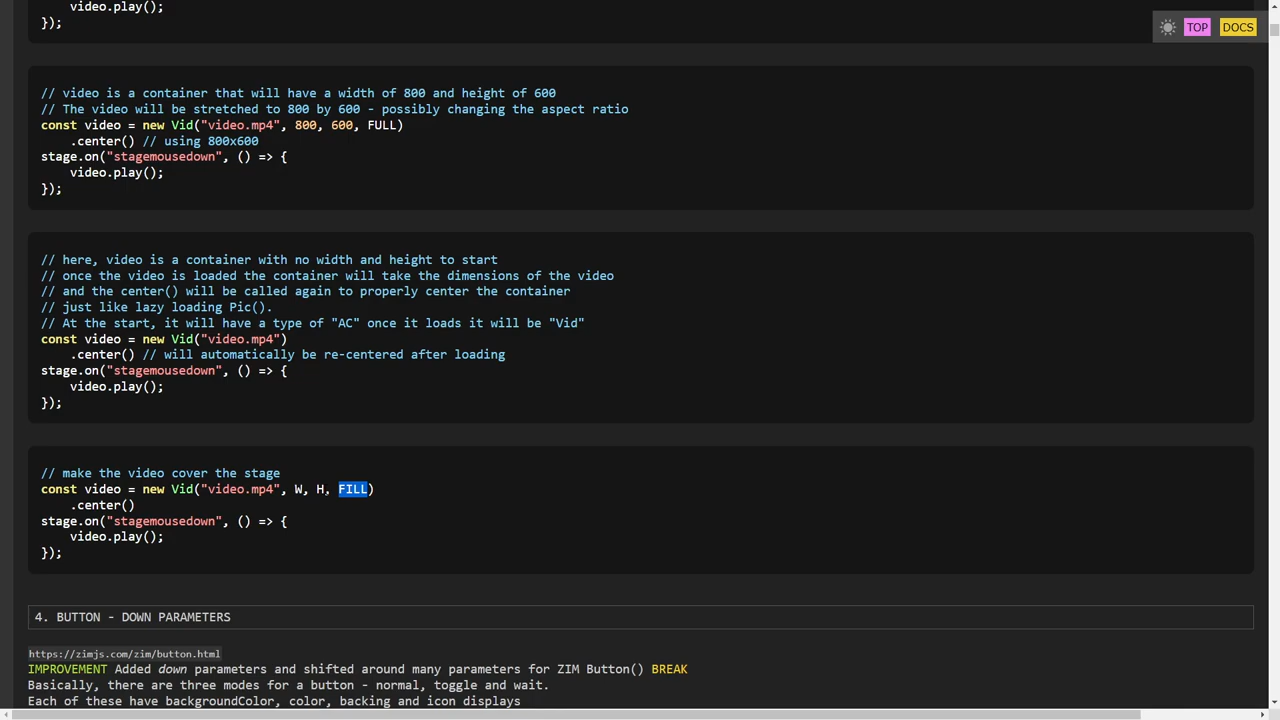 video.play();
});
TOP DOCS
// video is a container that will have a width of 800 and height of 600
// The video will be stretched to 800 by 600 - possibly changing the aspect ratio
const video = new Vid("video.mp4", 800, 600, FULL)
.center() // using 800x600
stage.on("stagemousedown", () => {
video.play();
});
// here, video is a container with no width and height to start
// once the video is loaded the container will take the dimensions of the video
// and the center() will be called again to properly center the container
// just like lazy loading Pic().
// At the start, it will have a type of "AC" once it loads it will be "Vid"
const video = new Vid("video.mp4")
.center() // will automatically be re-centered after loading
stage.on("stagemousedown", () => {
video.play();
});
// make the video cover the stage
const video = new Vid("video.mp4", W, H, FILL)
.center()
stage.on("stagemousedown", () => {
video.play();
});
4. BUTTON - DOWN PARAMETERS
https://zimjs.com/zim/button.html
IMPROVEMENT Added down parameters and shifted around many parameters for ZIM Button() BREAK
Basically, there are three modes for a button - normal, toggle and wait.
Each of these have backgroundColor, color, backing and icon displays